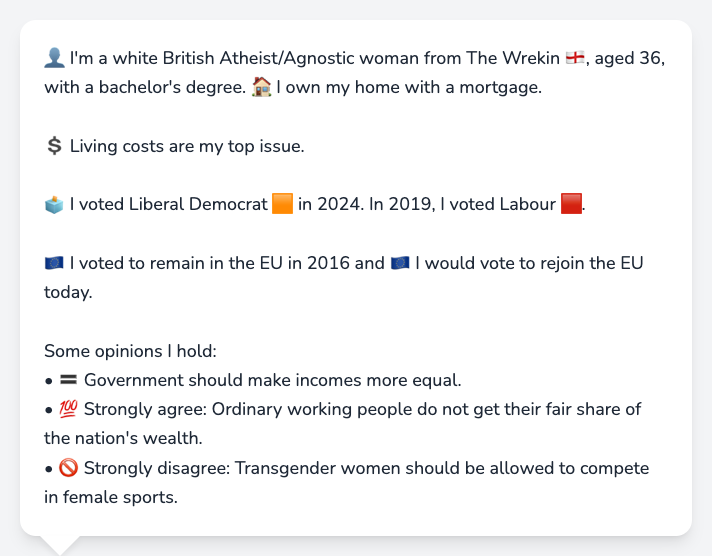 👤 I'm a white British Atheist/Agnostic woman from The Wrekin 🏴󠁧󠁢󠁥󠁮󠁧󠁿, aged 36,
with a bachelor's degree. 🏠 I own my home with a mortgage.
💲 Living costs are my top issue.
🗳️ I voted Liberal Democrat 🟧 in 2024. In 2019, I voted Labour 🟥.
🇪🇺 I voted to remain in the EU in 2016 and 🇪🇺 I would vote to rejoin the EU
today.
Some opinions I hold:
• 🟰 Government should make incomes more equal.
• 💯 Strongly agree: Ordinary working people do not get their fair share of
the nation's wealth.
• 🚫 Strongly disagree: Transgender women should be allowed to compete
in female sports.